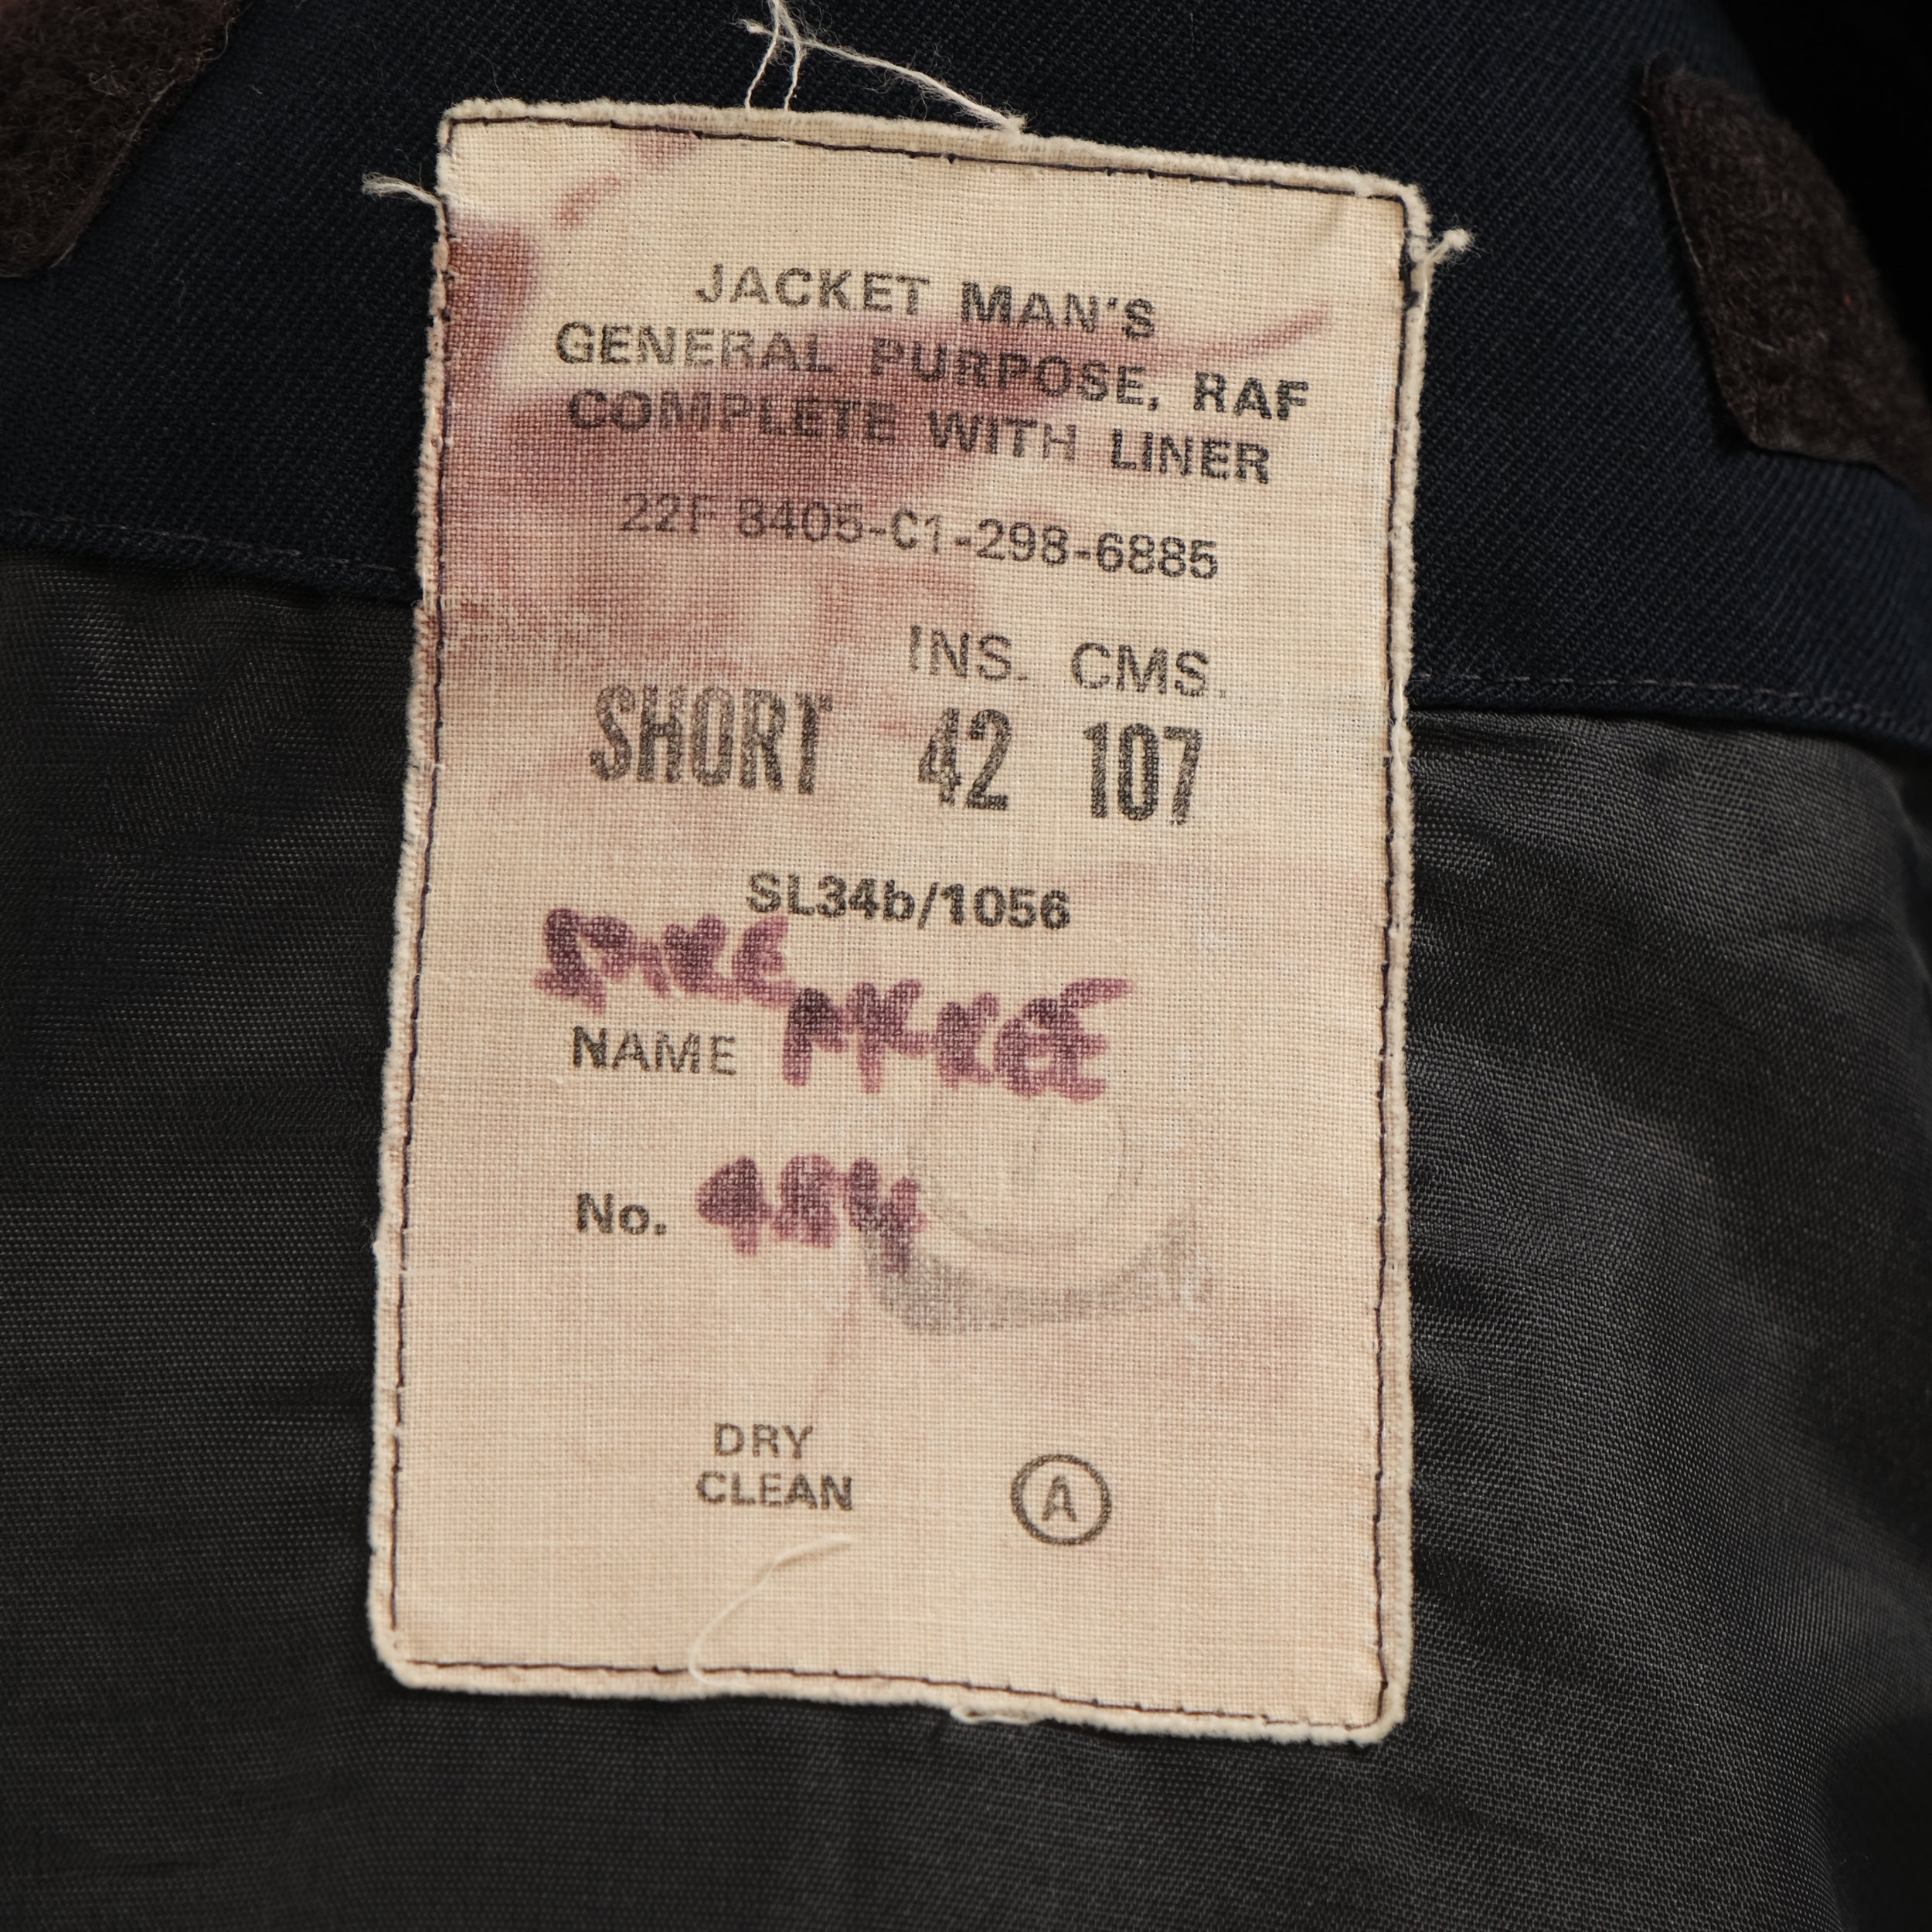 JACKET MAN'S
GENERAL PURPOSE, RAF
COMPLETE WITH LINER
22F 8405-C1-298-6885
INS. CMS.
SHORT 42 107
SL34b/1056
NAME
No. 484
DRY
CLEAN
A